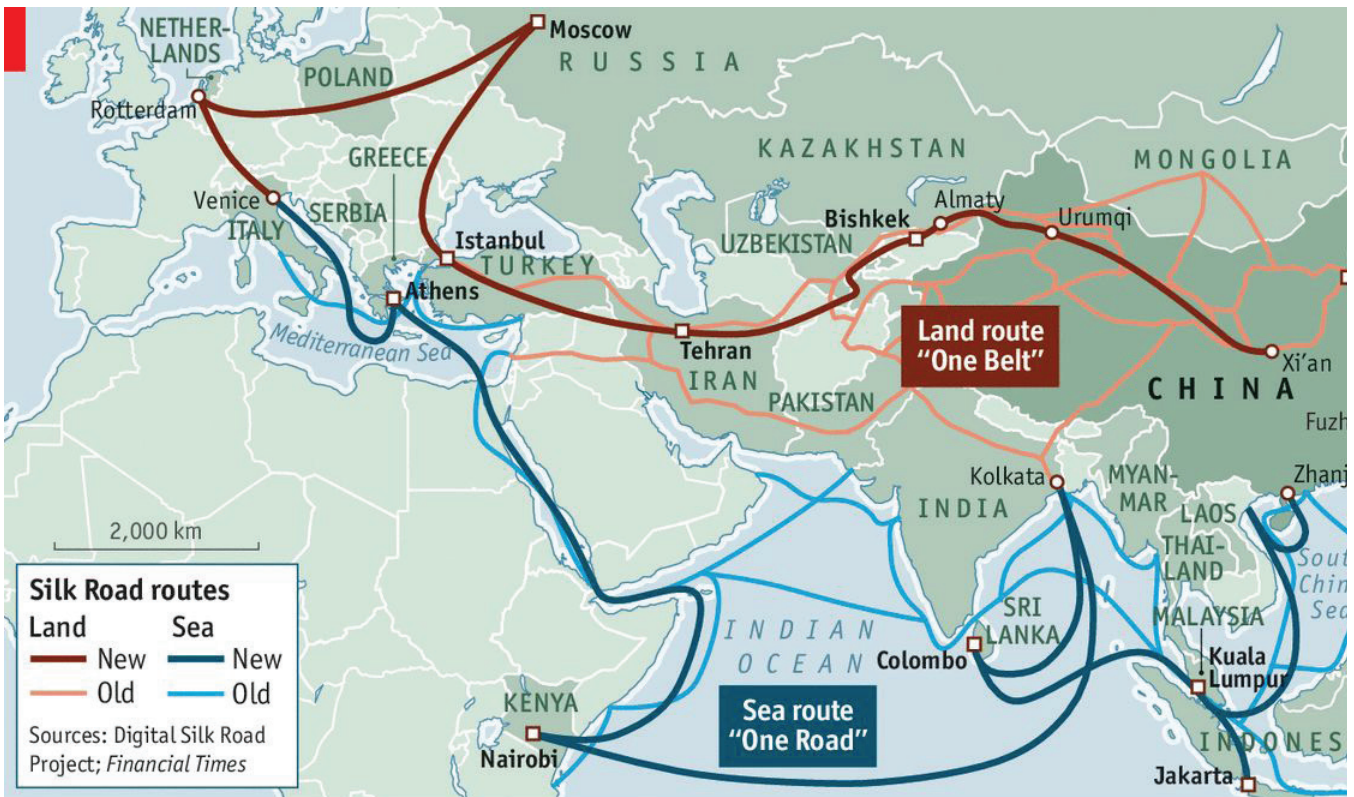 NETHER-
LANDS
Moscow
RUSSIA
POLAND
Rotterdam
KAZAKHSTAN
MONGOLIA
GREECE
Venice
SERBIA
ITALY
Almaty
Bishkek
Urumqi
UZBEKISTAN
Istanbul
TURKEY
Athens
Mediterranean Sea
Land route
“One Belt”
Tehran
IRAN
Xi’an
CHINA
PAKISTAN
Fuzh
Kolkata
INDIA
MYAN-
MAR
Zhanj
LAOS
THAI-
LAND
Sout
Chin
Sea
2,000 km
SRI
LANKA
MALAYSIA
INDIAN
OCEAN
Colombo
Kuala
Lumpur
KENYA
Nairobi
Sea route
“One Road”
INDONES
Jakarta
Silk Road routes
Land Sea
New New
Old Old
Sources: Digital Silk Road
Project; Financial Times